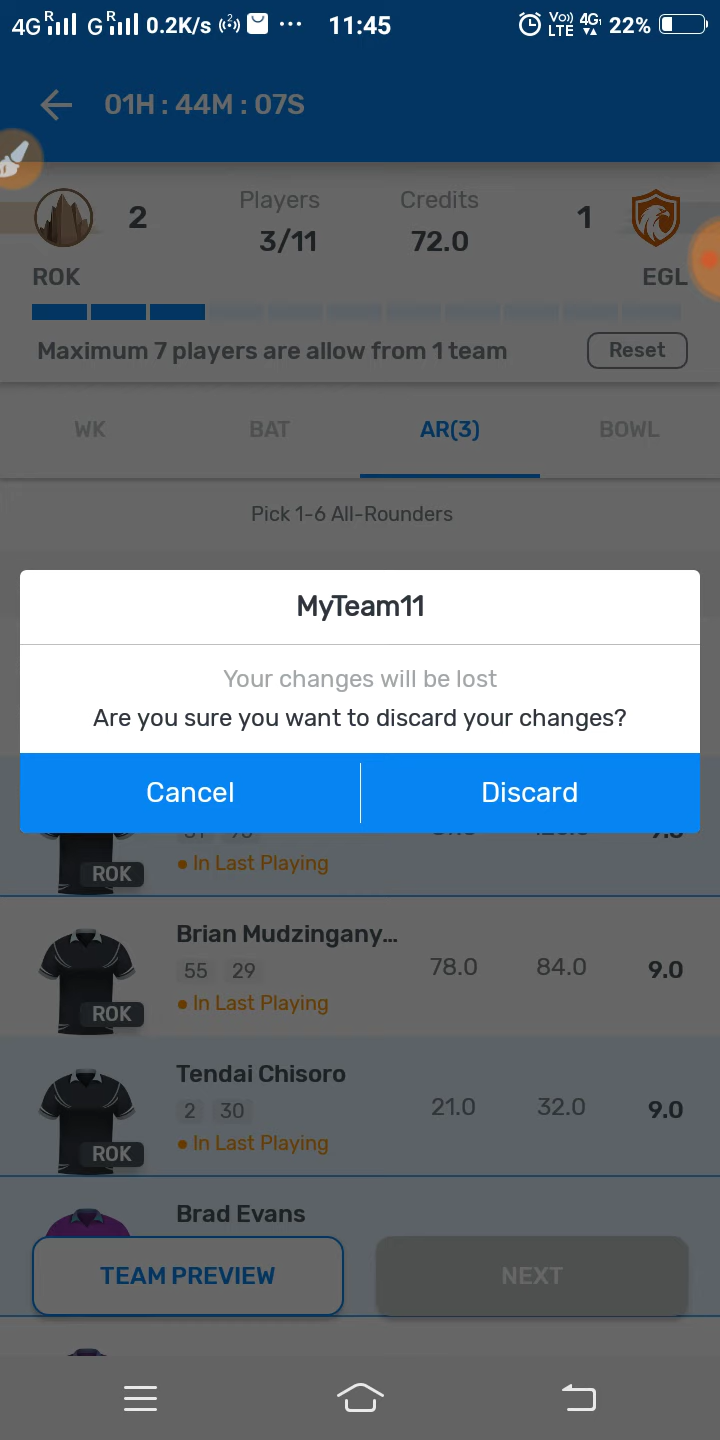 4G R G R 0.2K/s ... 11:45 Vo)) LTE 4G 22%
01H : 44M : 07S
2 Players Credits 1
3/11 72.0
ROK EGL
Maximum 7 players are allow from 1 team Reset
WK BAT AR(3) BOWL
Pick 1-6 All-Rounders
MyTeam11
Your changes will be lost
Are you sure you want to discard your changes?
Cancel Discard
In Last Playing
ROK
Brian Mudzingany...
55 29 78.0 84.0 9.0
In Last Playing
ROK
Tendai Chisoro
2 30 21.0 32.0 9.0
In Last Playing
ROK
Brad Evans
TEAM PREVIEW NEXT